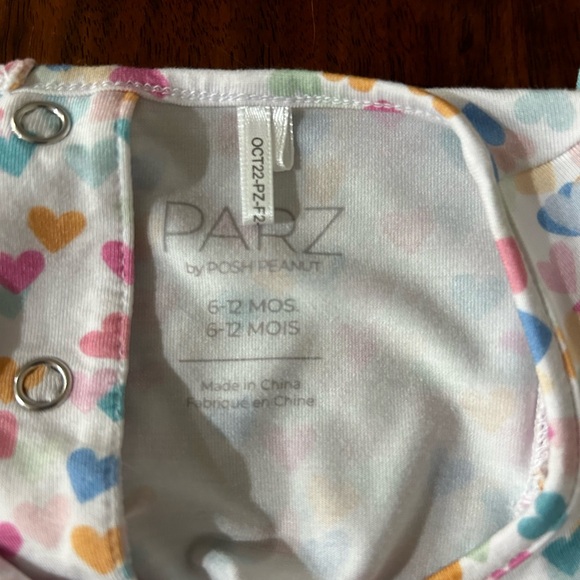 OCT22-PZ-F2
PARZ
by POSH PEANUT
6-12 MOS.
6-12 MOIS
Made in China
Fabriqué en Chine